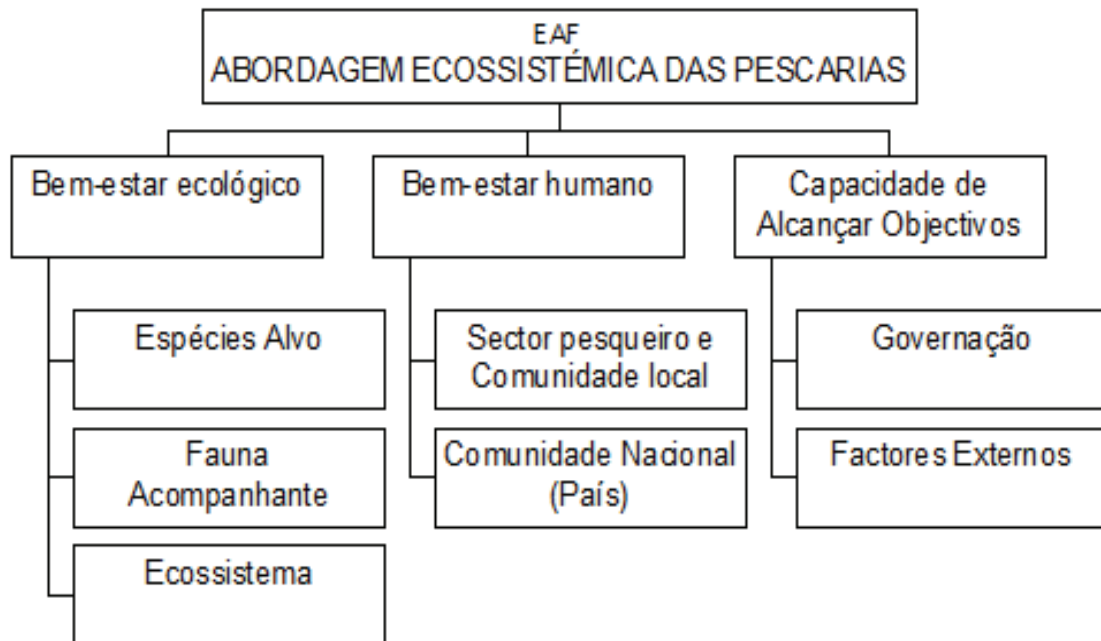 EAF
ABORDAGEM ECOSSISTÉMICA DAS PESCARIAS
Bem-estar ecológico
Espécies Alvo
Fauna
Acompanhante
Ecossistema
Bem-estar humano
Sector pesqueiro e
Comunidade local
Comunidade Nacional
(País)
Capacidade de
Alcançar Objectivos
Governação
Factores Externos